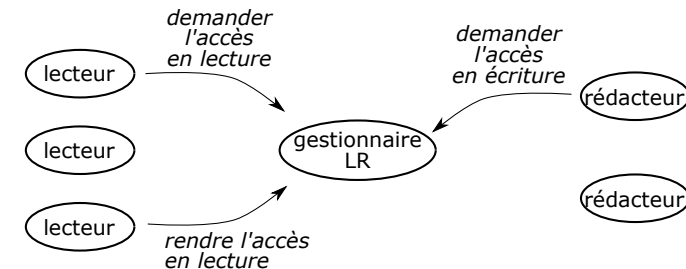 demander
l'accès
en lecture
lecteur
lecteur
lecteur
rendre l'accès
en lecture
gestionnaire
LR
demander
l'accès
en écriture
rédacteur
rédacteur